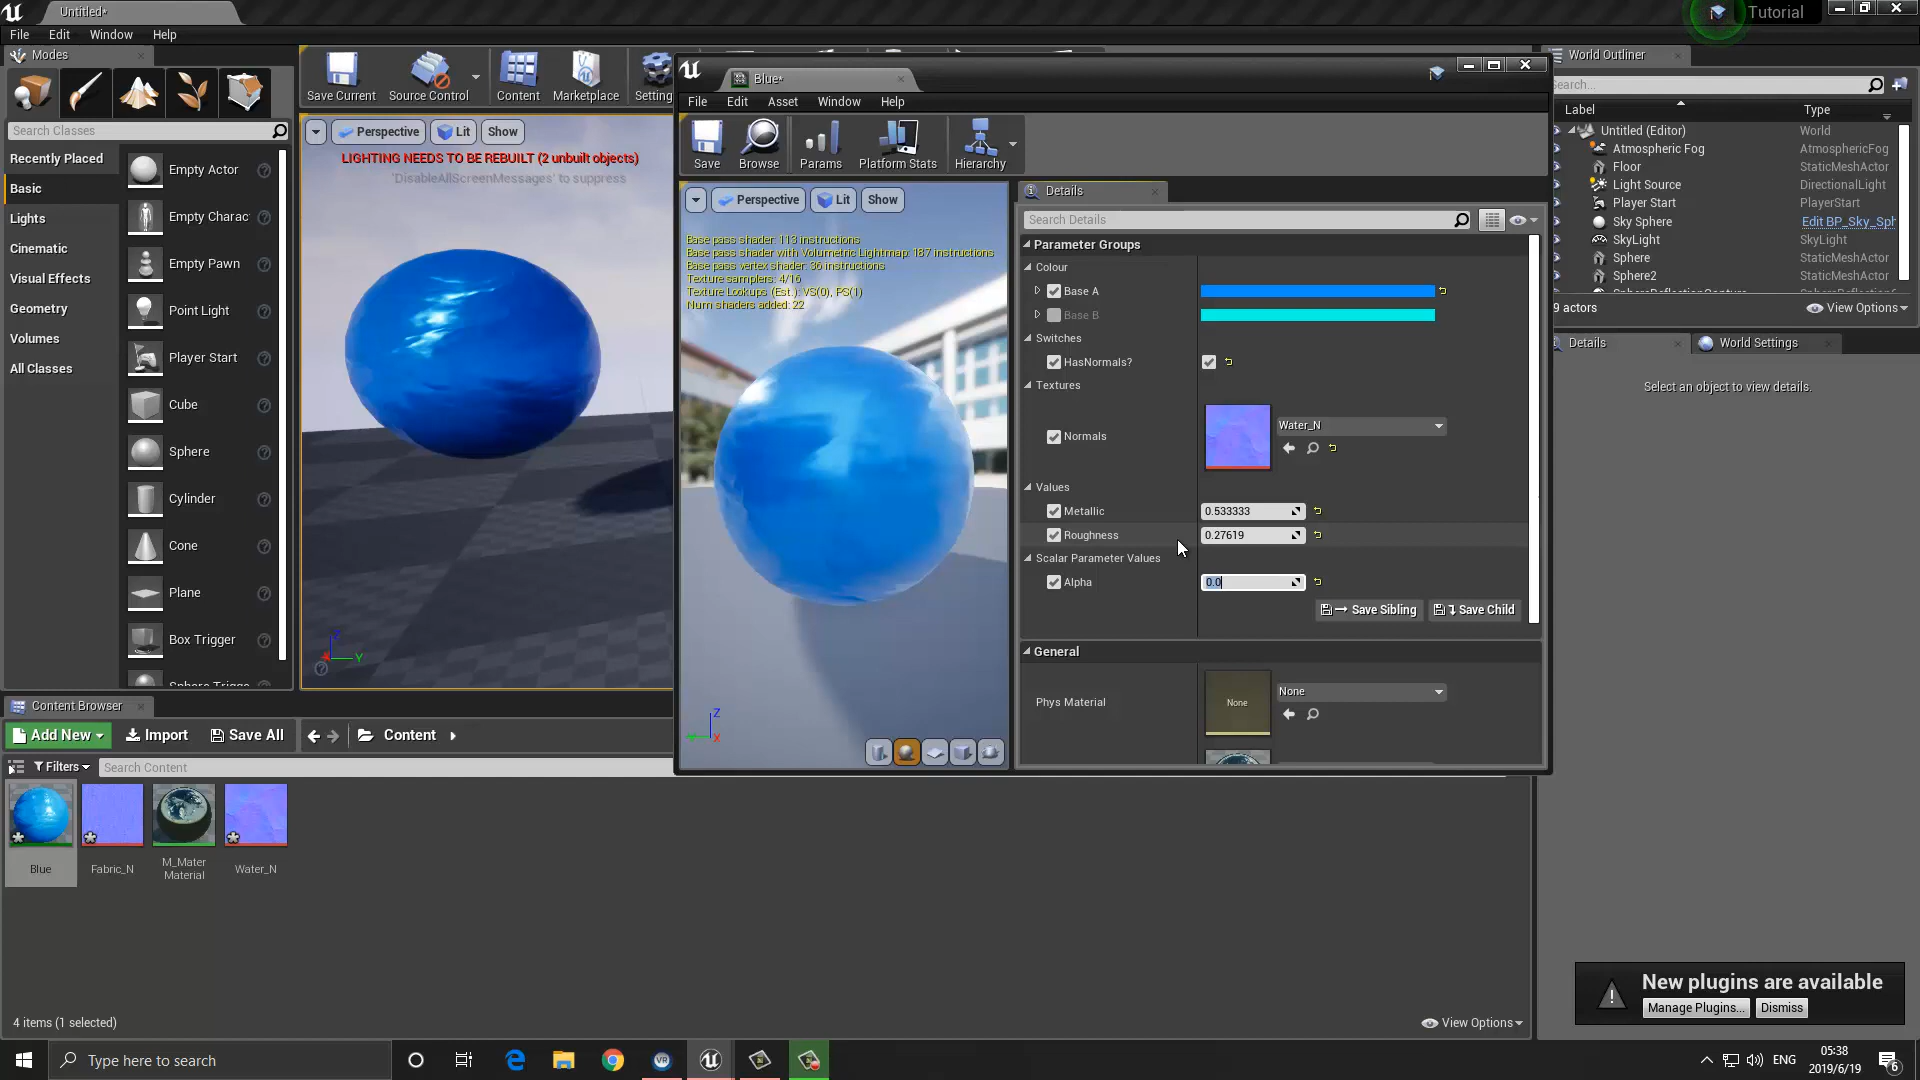 Untitled*
Tutorial
File Edit Window Help
Modes
Search Classes
Recently Placed
Basic
Lights
Cinematic
Visual Effects
Geometry
Volumes
All Classes
Empty Actor
Empty Charac
Empty Pawn
Point Light
Player Start
Cube
Sphere
Cylinder
Cone
Plane
Box Trigger
Save Current
Source Control
Content
Marketplace
Setting
Perspective Lit Show
LIGHTING NEEDS TO BE REBUILT (2 unbuilt objects)
'DisableAllScreenMessages' to suppress
Z
Y
Blue*
File Edit Asset Window Help
Save
Browse
Params
Platform Stats
Hierarchy
Perspective Lit Show
Base pass shader: 113 instructions
Base pass shader with Volumetric Lightmap: 187 instructions
Base pass vertex shader: 36 instructions
Texture samplers: 4/16
Texture Lookups (Est.): VS(0), PS(1)
Num shaders added: 22
Z
X
Details
Search Details
Parameter Groups
Colour
Base A
Base B
Switches
HasNormals?
Textures
Normals
Water_N
Values
Metallic 0.533333
Roughness 0.27619
Scalar Parameter Values
Alpha 0.0
Save Sibling Save Child
General
Phys Material
None
None
World Outliner
Search...
Label Type
Untitled (Editor) World
Atmospheric Fog AtmosphericFog
Floor StaticMeshActor
Light Source DirectionalLight
Player Start PlayerStart
Sky Sphere Edit BP_Sky_Sph
SkyLight SkyLight
Sphere StaticMeshActor
Sphere2 StaticMeshActor
9 actors View Options
Details
World Settings
Select an object to view details.
Content Browser
Add New Import Save All Content
Filters Search Content
Blue
Fabric_N
M_Mater
Material
Water_N
4 items (1 selected)
View Options
New plugins are available
Manage Plugins... Dismiss
Type here to search
ENG
05:38
2019/6/19
6